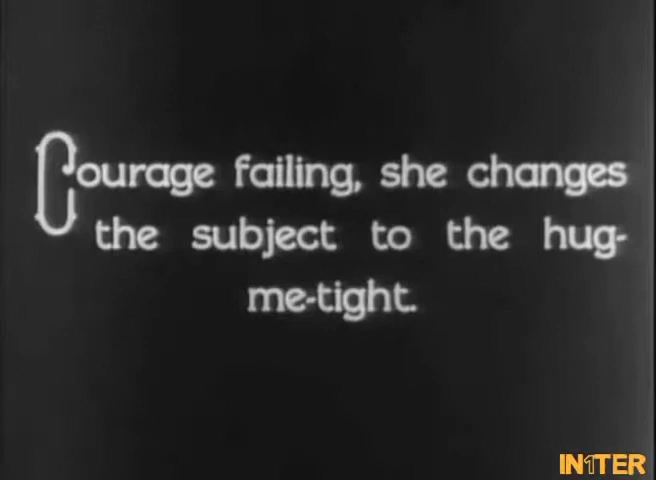 Courage failing, she changes
the subject to the hug-
me-tight.
IN1TER